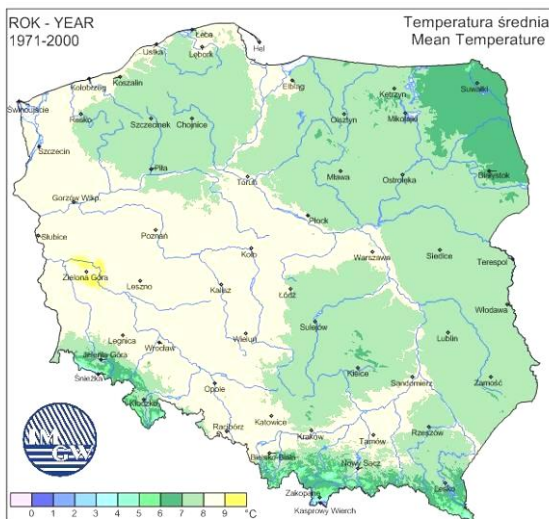 ROK - YEAR
1971-2000
Temperatura średnia
Mean Temperature
Łeba
Hel
Ustka
Lębork
Koszalin
Kołobrzeg
Elbląg
Kętrzyn
Suwałki
Świnoujście
Resko
Szczecinek
Chojnice
Olsztyn
Mikołajki
Szczecin
Piła
Toruń
Mława
Ostrołęka
Białystok
Gorzów Wlkp.
Płock
Słubice
Poznań
Koło
Warszawa
Siedlce
Terespol
Zielona Góra
Leszno
Kalisz
Łódź
Włodawa
Sulejów
Legnica
Wrocław
Wieluń
Lublin
Jelenia Góra
Śnieżka
Kielce
Sandomierz
Zamość
Kłodzko
Opole
Racibórz
Katowice
Kraków
Tarnów
Rzeszów
Bielsko-Biała
Nowy Sącz
Lesko
Zakopane
Kasprowy Wierch
IM
GW
1 2 3 4 5 6 7 8 9 °C